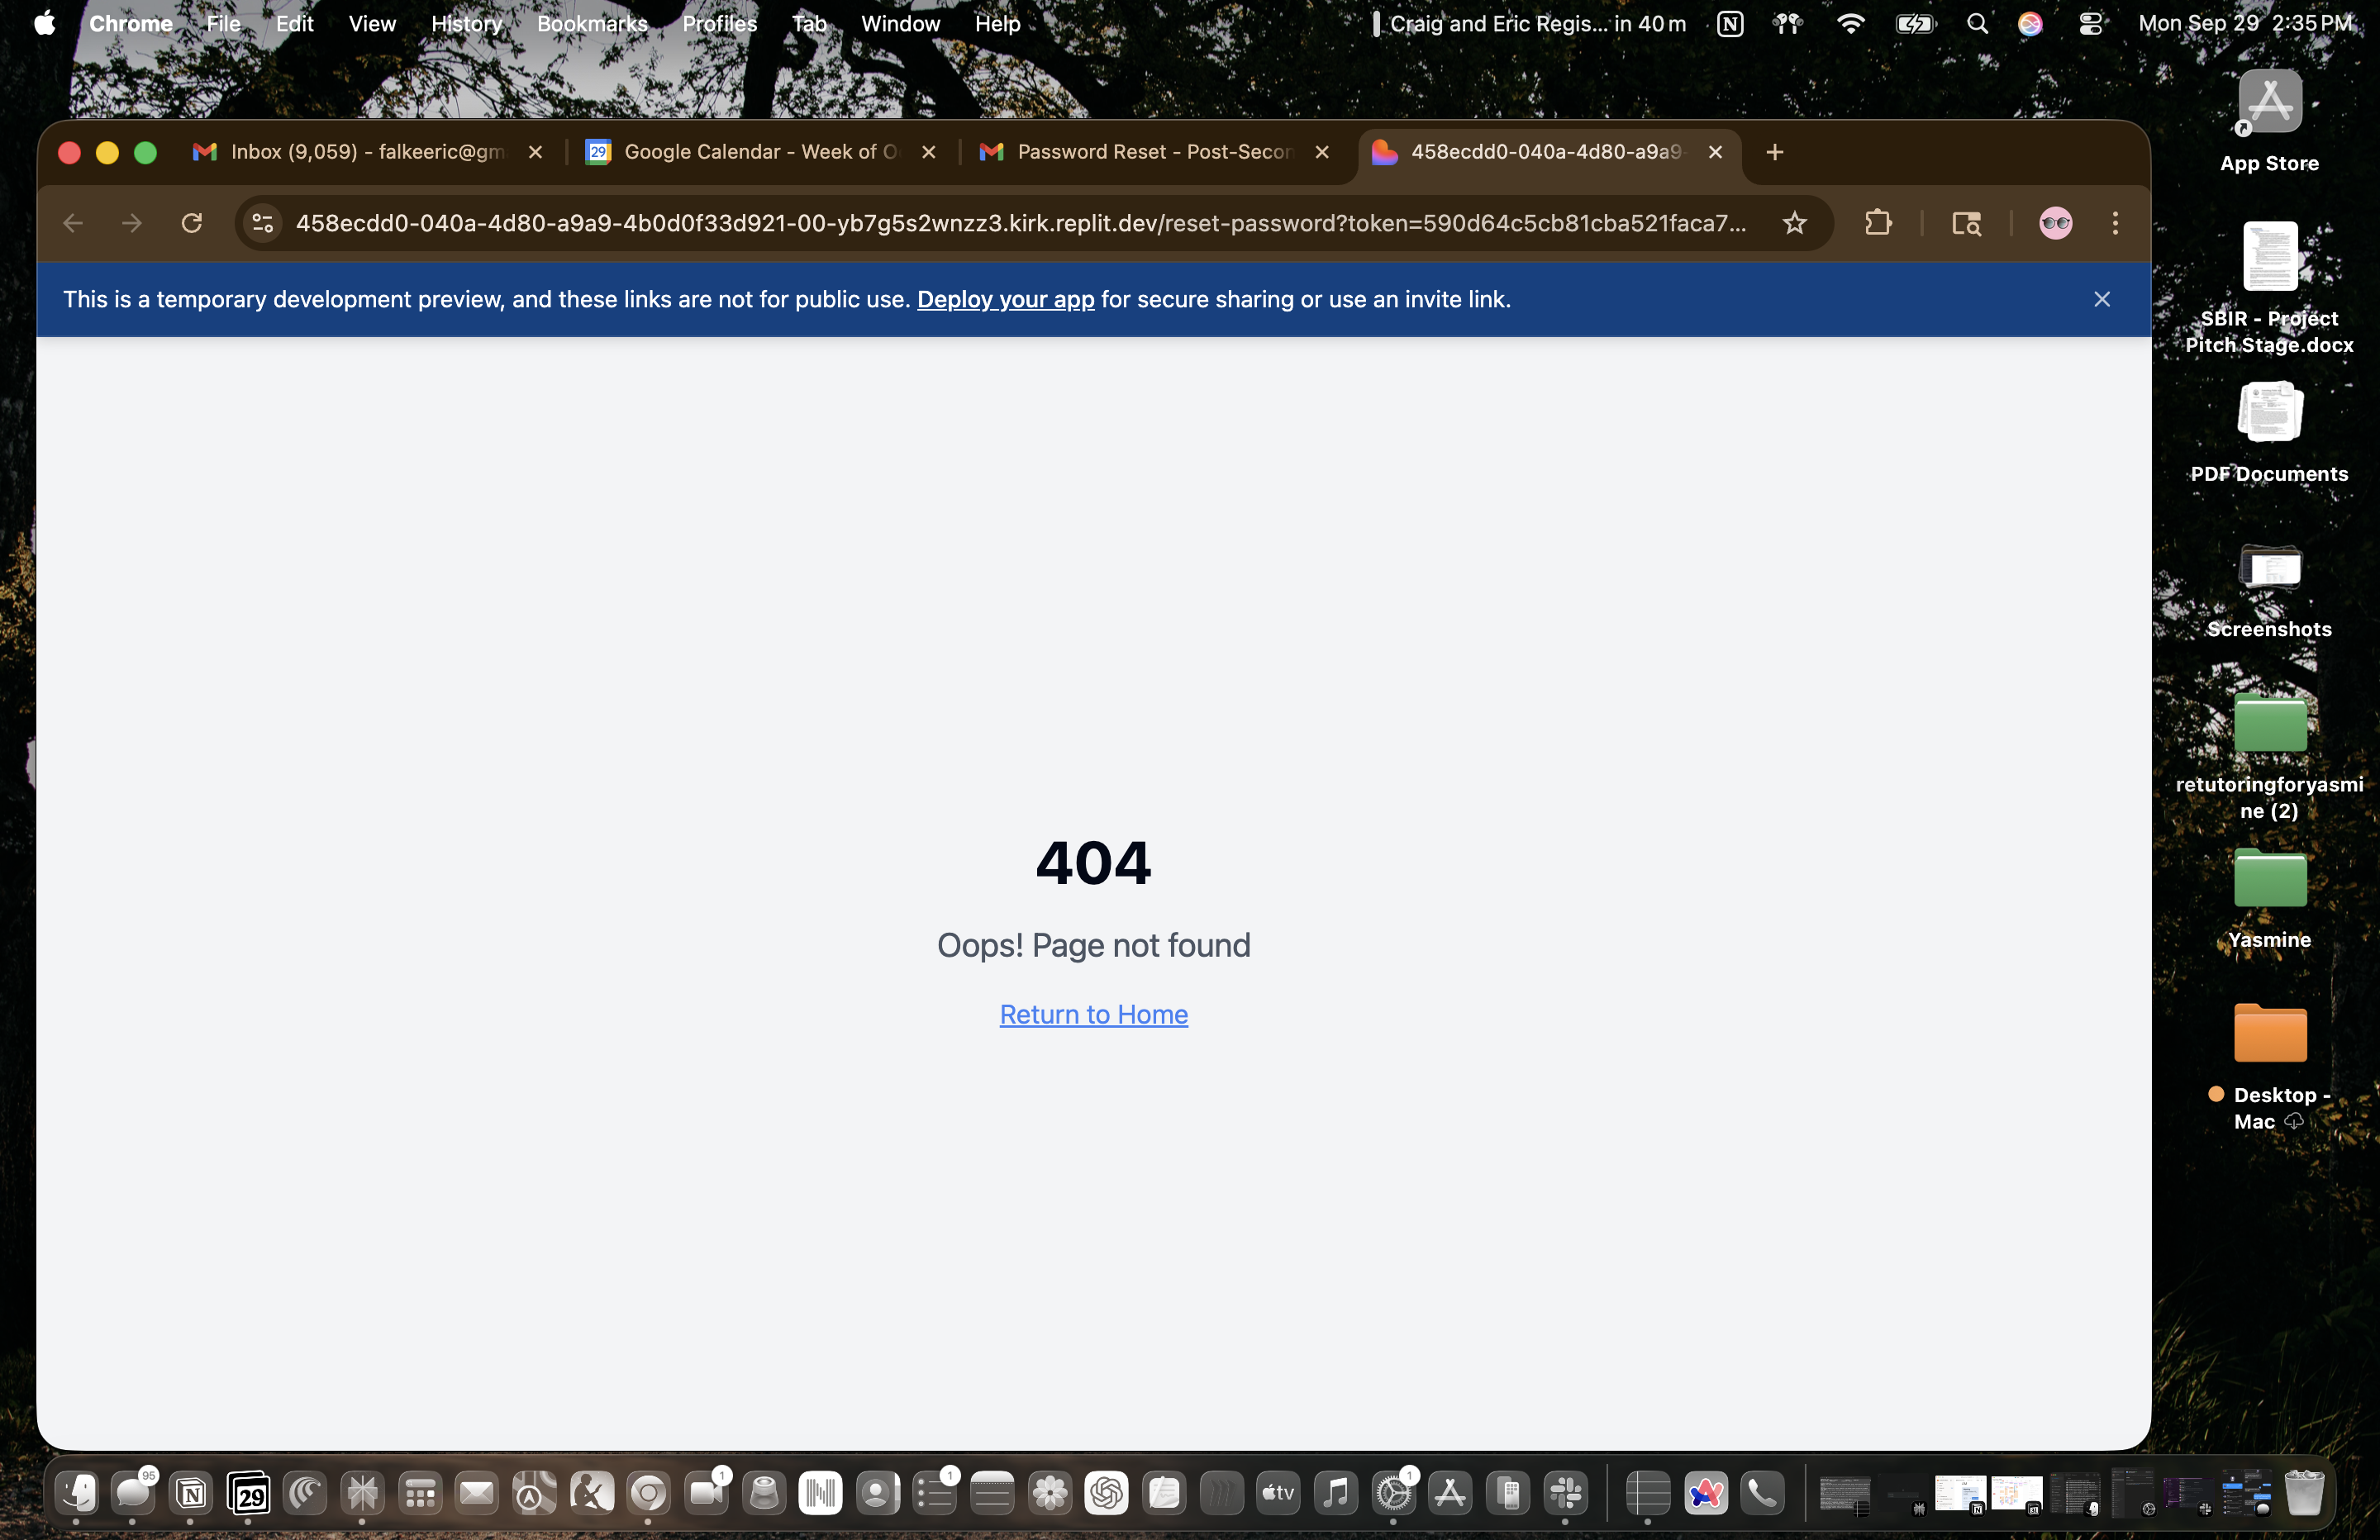 Chrome File Edit View History Bookmarks Profiles Tab Window Help Craig and Eric Regis... in 40 m Mon Sep 29 2:35 PM
Inbox (9,059) - falkeeric@gm
Google Calendar - Week of O
Password Reset - Post-Secon
458ecdd0-040a-4d80-a9a9-
458ecdd0-040a-4d80-a9a9-4b0d0f33d921-00-yb7g5s2wnzz3.kirk.replit.dev/reset-password?token=590d64c5cb81cba521faca7...
This is a temporary development preview, and these links are not for public use. Deploy your app for secure sharing or use an invite link.
404
Oops! Page not found
Return to Home
App Store
SBIR - Project
Pitch Stage.docx
PDF Documents
Screenshots
retutoringforyasmi
ne (2)
Yasmine
Desktop -
Mac
95
29
1
1
tv
1